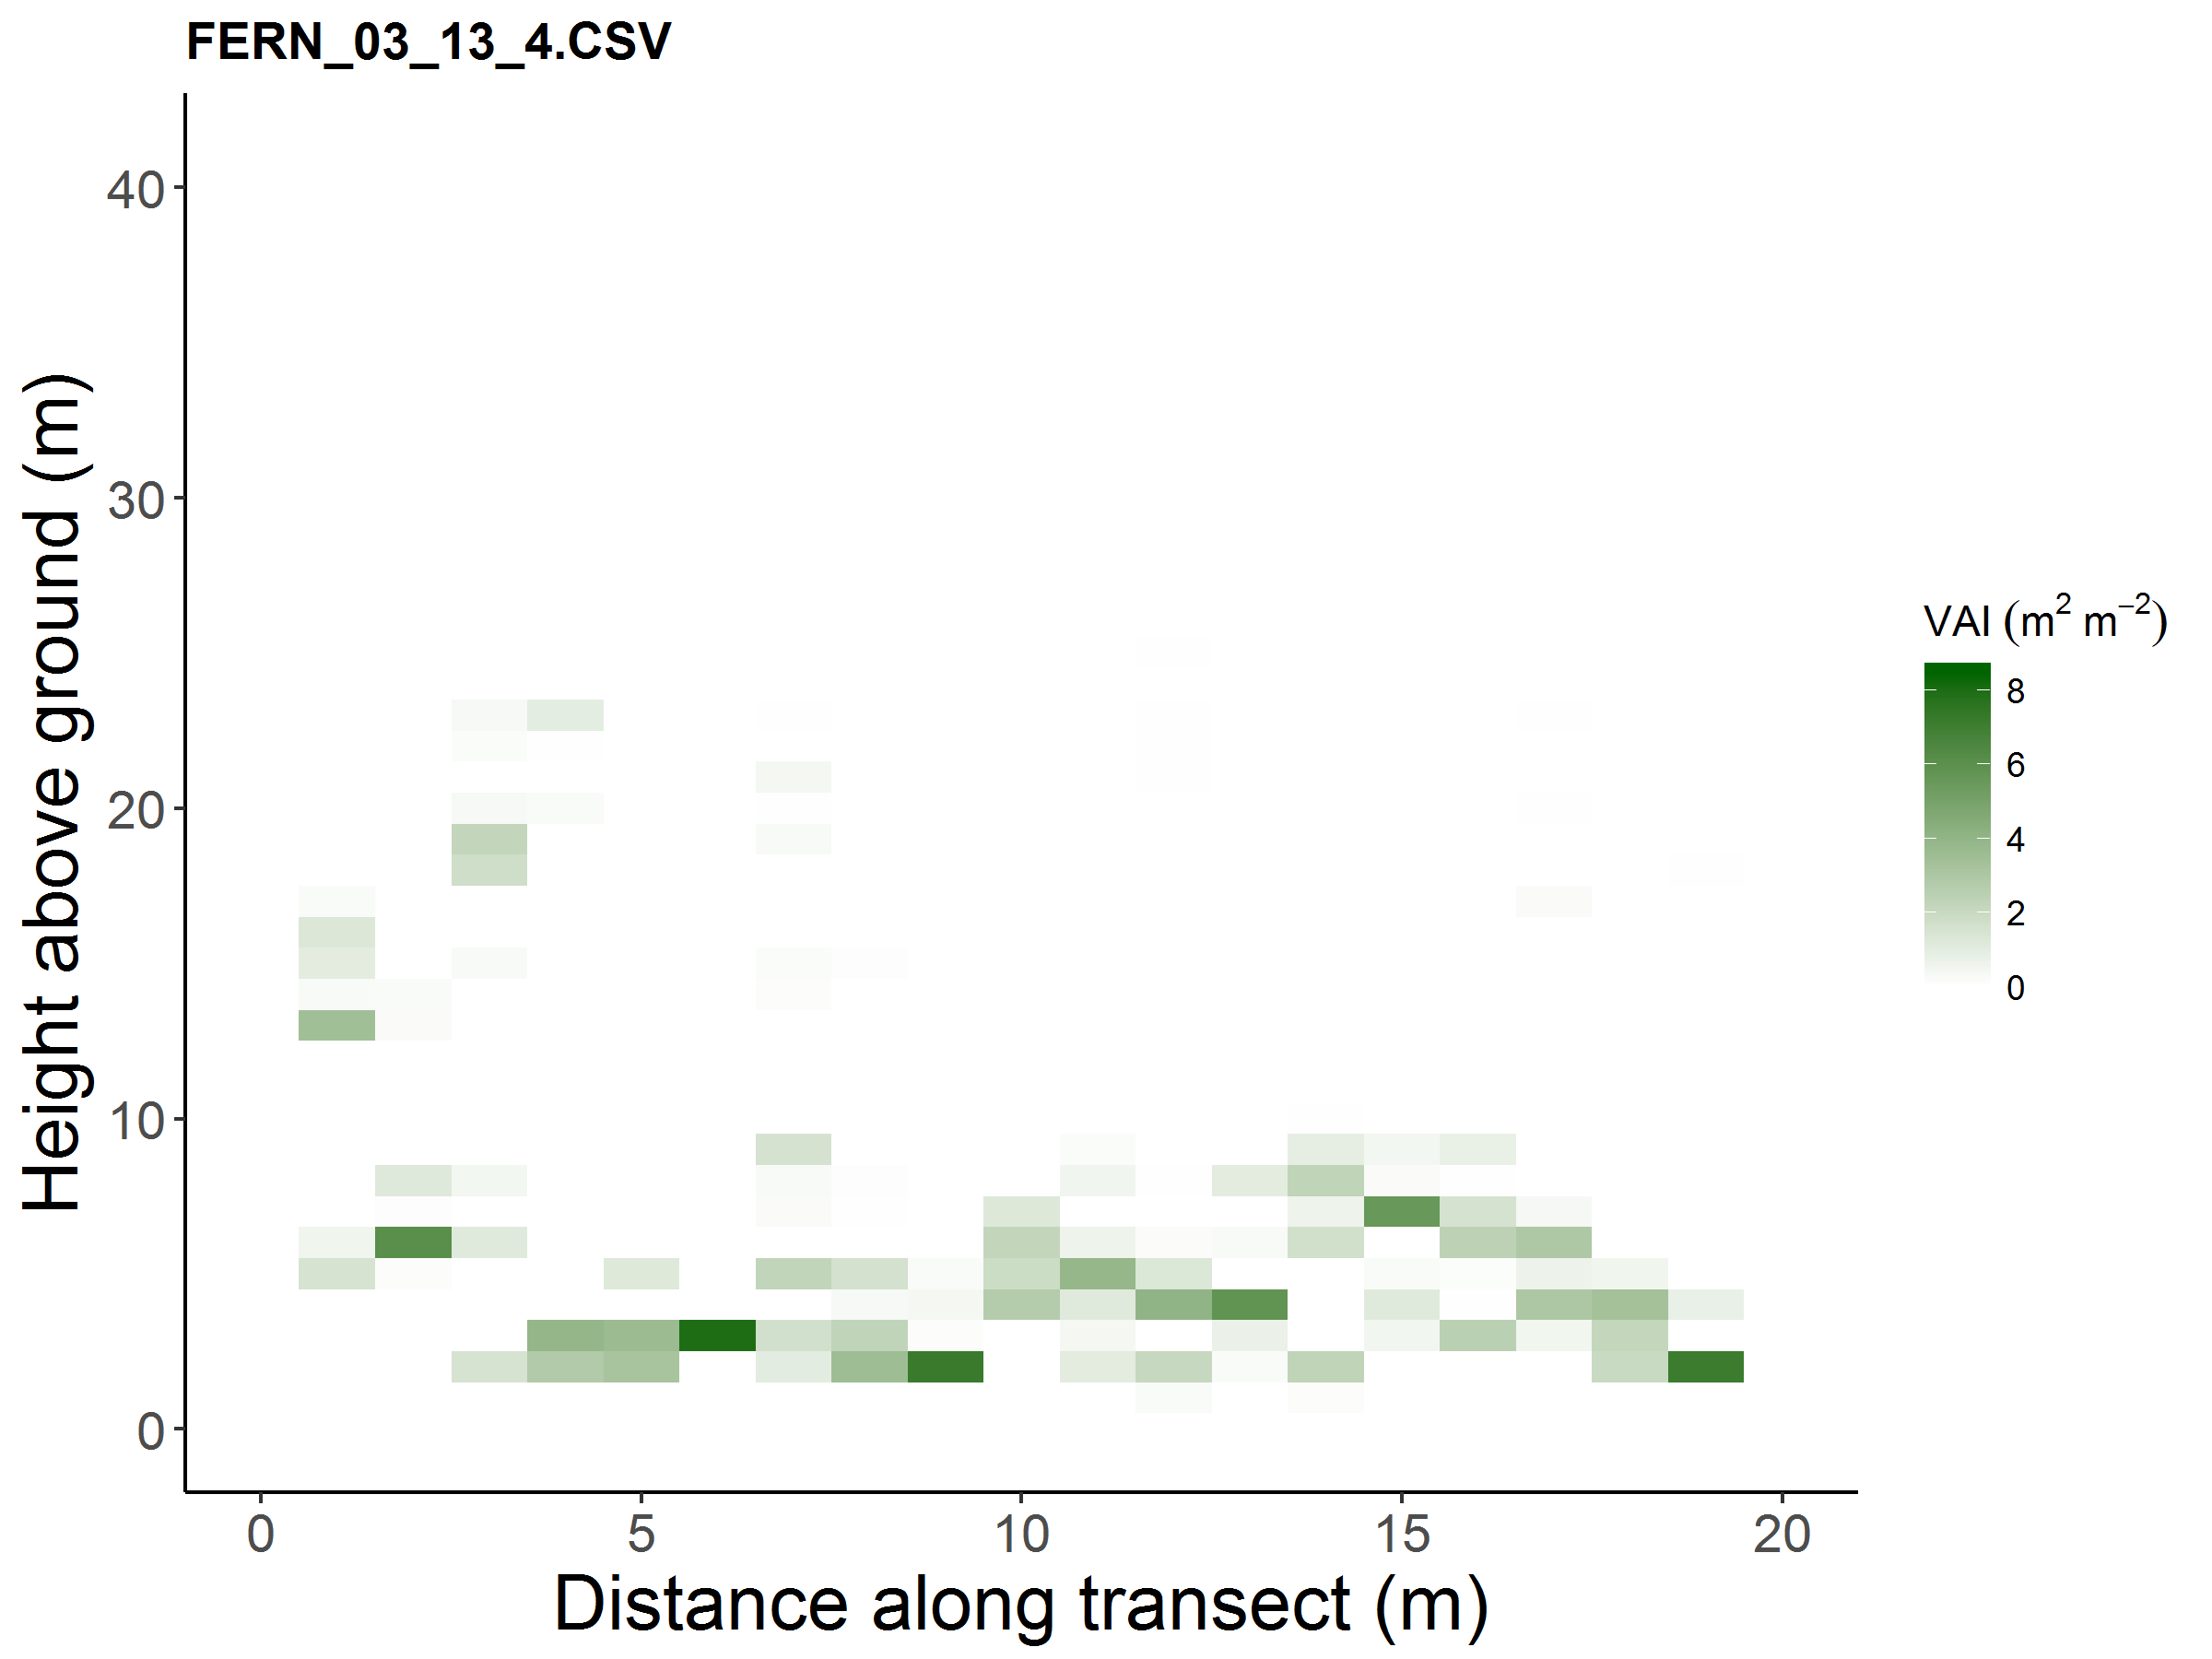 FERN_03_13_4.CSV
Height above ground (m)
40
30
20
10
0
0 5 10 15 20
Distance along transect (m)
VAI (m² m⁻²)
8
6
4
2
0